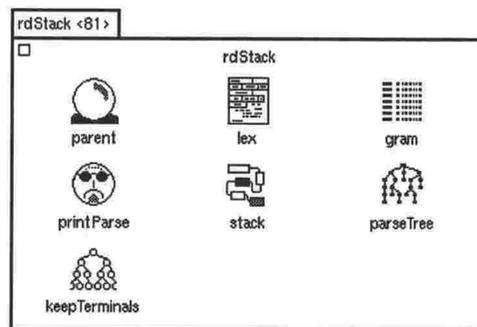 rdStack <81>
rdStack
parent lex gram
printParse stack parseTree
keepTerminals